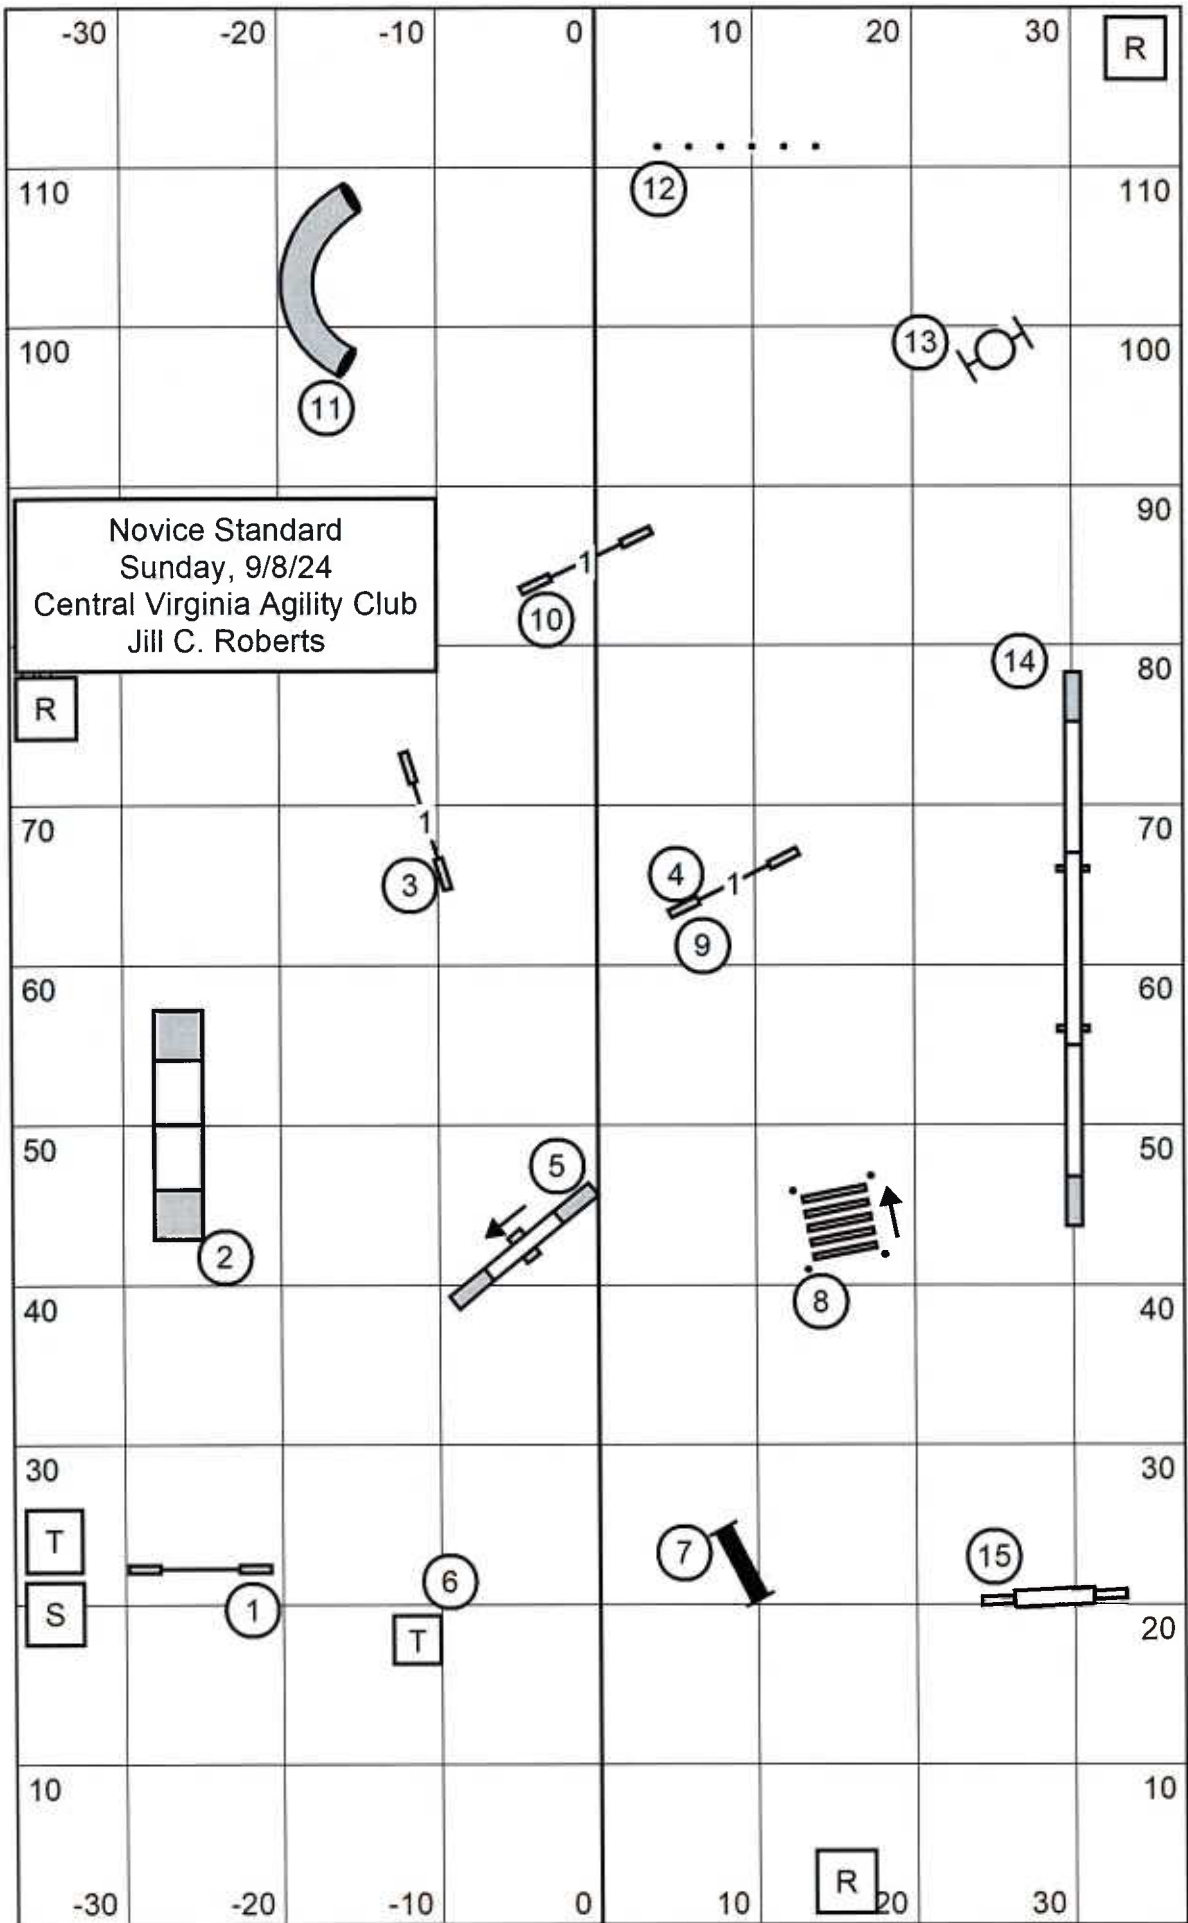 -30 -20 -10 0 10 20 30
R
12
110 110
13
100 100
11
90
Novice Standard
Sunday, 9/8/24
Central Virginia Agility Club
Jill C. Roberts
1
10
14
80
R
70 1 70
3
4
1
9
60 60
5
50 50
2
8
40 40
30 30
T
7
15
6
S
1
T
20
10 10
R
-30 -20 -10 0 10 20 30